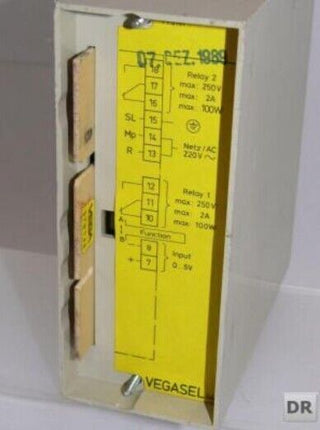 07. DEZ. 1989
18
17
16
Relay 2
max: 250V
max: 2A
max: 100W
SL - 15
Mp - 14
R - 13
Netz/AC
220V ~
12
11
10
Relay 1
max: 250V
max: 2A
max: 100W
A
B
Function
- 8
+ 7
Input
0...5V
VEGASEL
VEGA
DR